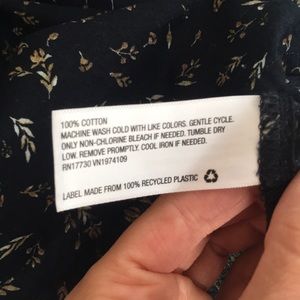 100% COTTON
MACHINE WASH COLD WITH LIKE COLORS. GENTLE CYCLE.
ONLY NON-CHLORINE BLEACH IF NEEDED. TUMBLE DRY
LOW. REMOVE PROMPTLY. COOL IRON IF NEEDED.
RN17730 VN1974109
LABEL MADE FROM 100% RECYCLED PLASTIC